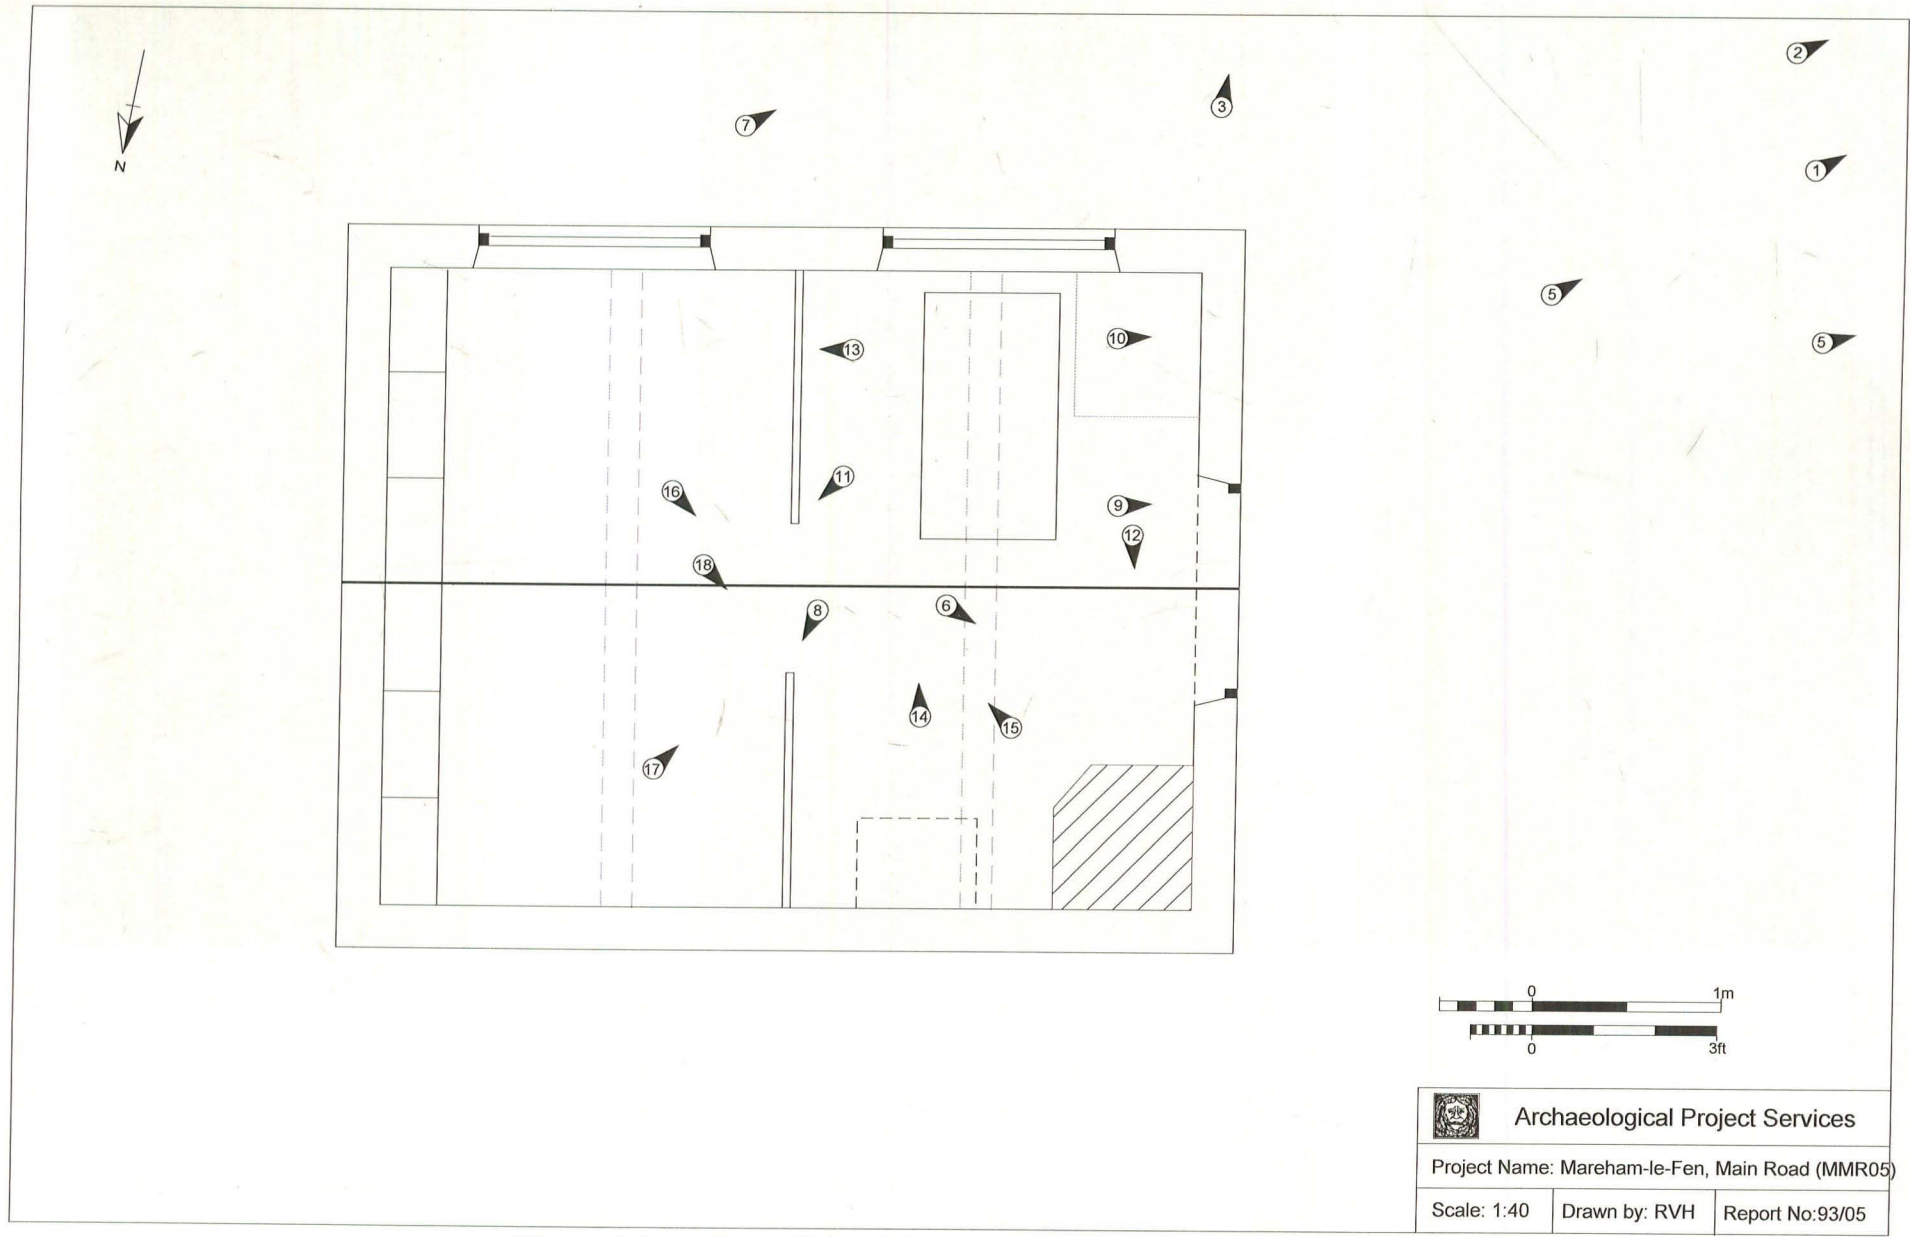 2
3
7
1
N
5
5
10
13
11
16
9
12
18
8
6
14
15
17
0 1m
0 3ft
Archaeological Project Services
Project Name: Mareham-le-Fen, Main Road (MMR05)
Scale: 1:40
Drawn by: RVH
Report No:93/05